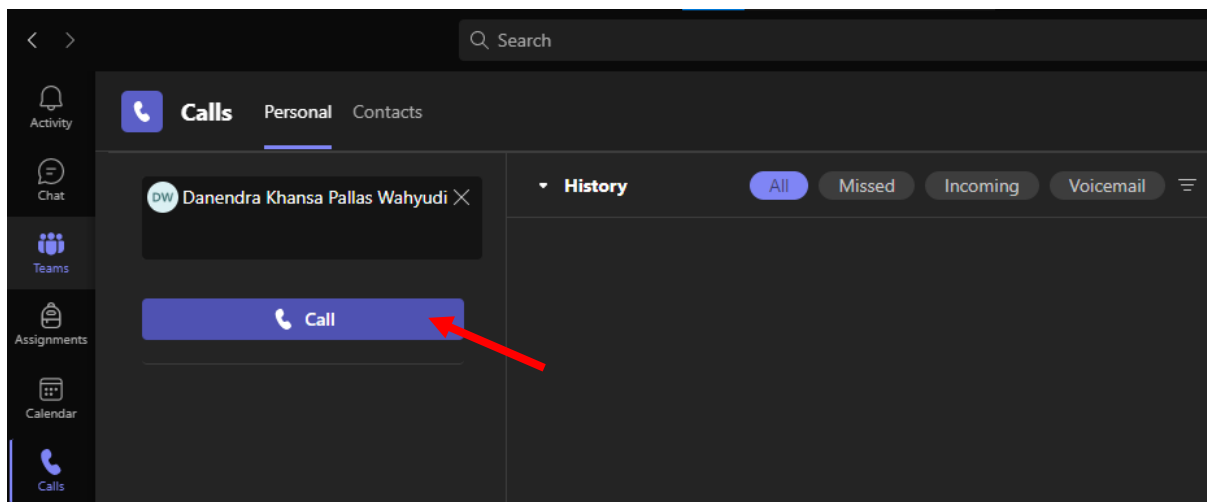 Search
Activity
Chat
Teams
Assignments
Calendar
Calls
Calls Personal Contacts
DW Danendra Khansa Pallas Wahyudi
Call
History All Missed Incoming Voicemail